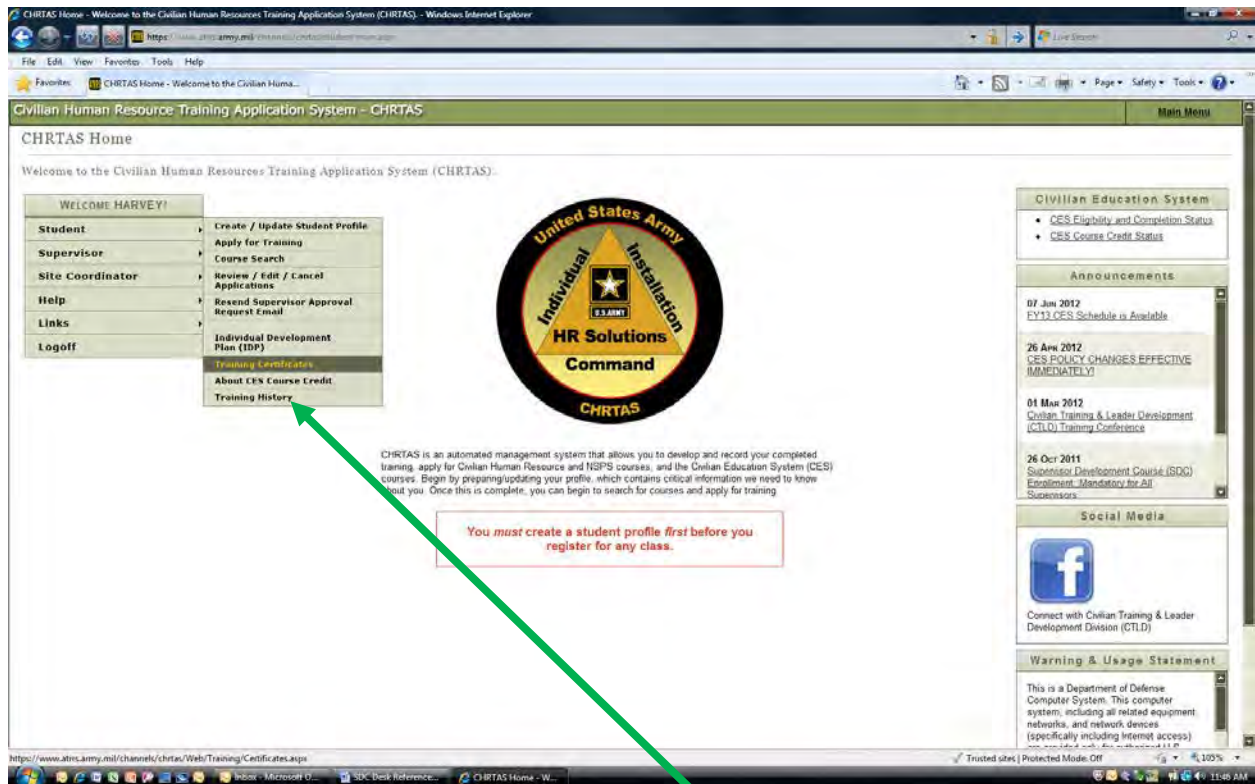 CHRTAS Home - Welcome to the Civilian Human Resources Training Application System (CHRTAS). - Windows Internet Explorer
File Edit View Favorites Tools Help
Favorites CHRTAS Home - Welcome to the Civilian Huma...
Page Safety Tools
Civilian Human Resource Training Application System - CHRTAS
Main Menu
CHRTAS Home
Welcome to the Civilian Human Resources Training Application System (CHRTAS).
WELCOME HARVEY!
Student
Supervisor
Site Coordinator
Help
Links
Logoff
Create / Update Student Profile
Apply for Training
Course Search
Review / Edit / Cancel
Applications
Resend Supervisor Approval
Request Email
Individual Development
Plan (IDP)
Training Certificates
About CES Course Credit
Training History
United States Army
Individual
Installation
U.S.ARMY
HR Solutions
Command
CHRTAS
CHRTAS is an automated management system that allows you to develop and record your completed
training, apply for Civilian Human Resource and NSPS courses, and the Civilian Education System (CES)
courses. Begin by preparing/updating your profile, which contains critical information we need to know
about you. Once this is complete, you can begin to search for courses and apply for training.
You must create a student profile first before you
register for any class.
Civilian Education System
CES Eligibility and Completion Status
CES Course Credit Status
Announcements
07 Jun 2012
FY13 CES Schedule is Available
26 Apr 2012
CES POLICY CHANGES EFFECTIVE
IMMEDIATELY!
01 Mar 2012
Civilian Training & Leader Development
(CTLD) Training Conference
26 Oct 2011
Supervisor Development Course (SDC)
Enrollment: Mandatory for All
Supervisors
Social Media
f
Connect with Civilian Training & Leader
Development Division (CTLD)
Warning & Usage Statement
This is a Department of Defense
Computer System. This computer
system, including all related equipment
networks, and network devices
(specifically including Internet access)
https://www.atrrs.army.mil/channels/chrtas/Web/Training/Certificates.aspx
Trusted sites | Protected Mode: Off
105%
Inbox - Microsoft O...
SDC Desk Reference...
CHRTAS Home - W...
11:46 AM